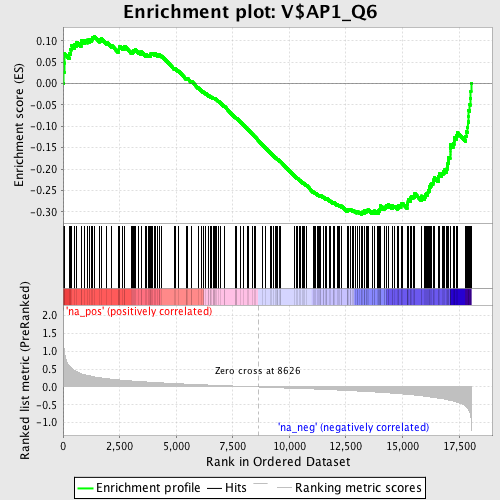 Enrichment plot: V$AP1_Q6
Enrichment score (ES)
0.10
0.05
0.00
-0.05
-0.10
-0.15
-0.20
-0.25
-0.30
'na_pos' (positively correlated)
Ranked list metric (PreRanked)
2.0
1.5
1.0
0.5
0.0
-0.5
-1.0
Zero cross at 8626
'na_neg' (negatively correlated)
0
2,500
5,000
7,500
10,000
12,500
15,000
17,500
Rank in Ordered Dataset
Enrichment profile
Hits
Ranking metric scores